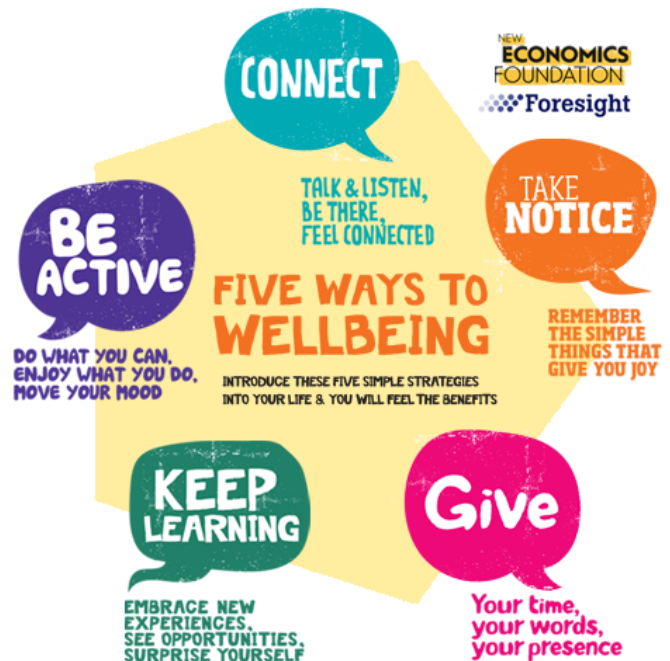 CONNECT
TALK & LISTEN,
BE THERE,
FEEL CONNECTED
NEW
ECONOMICS
FOUNDATION
Foresight
TAKE
NOTICE
REMEMBER
THE SIMPLE
THINGS THAT
GIVE YOU JOY
BE
ACTIVE
DO WHAT YOU CAN,
ENJOY WHAT YOU DO,
MOVE YOUR MOOD
FIVE WAYS TO
WELLBEING
INTRODUCE THESE FIVE SIMPLE STRATEGIES
INTO YOUR LIFE & YOU WILL FEEL THE BENEFITS
KEEP
LEARNING
EMBRACE NEW
EXPERIENCES,
SEE OPPORTUNITIES,
SURPRISE YOURSELF
Give
Your time,
your words,
your presence